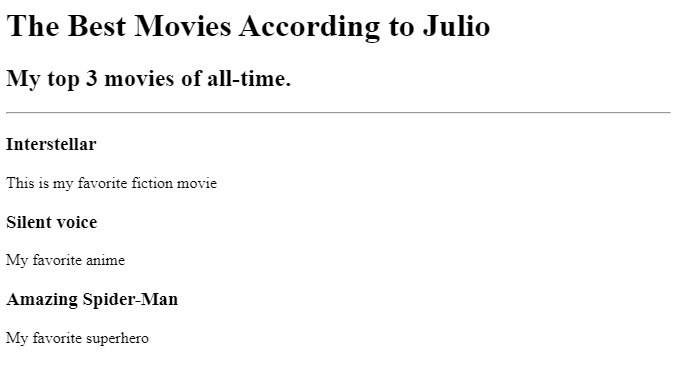 The Best Movies According to Julio
My top 3 movies of all-time.
Interstellar
This is my favorite fiction movie
Silent voice
My favorite anime
Amazing Spider-Man
My favorite superhero